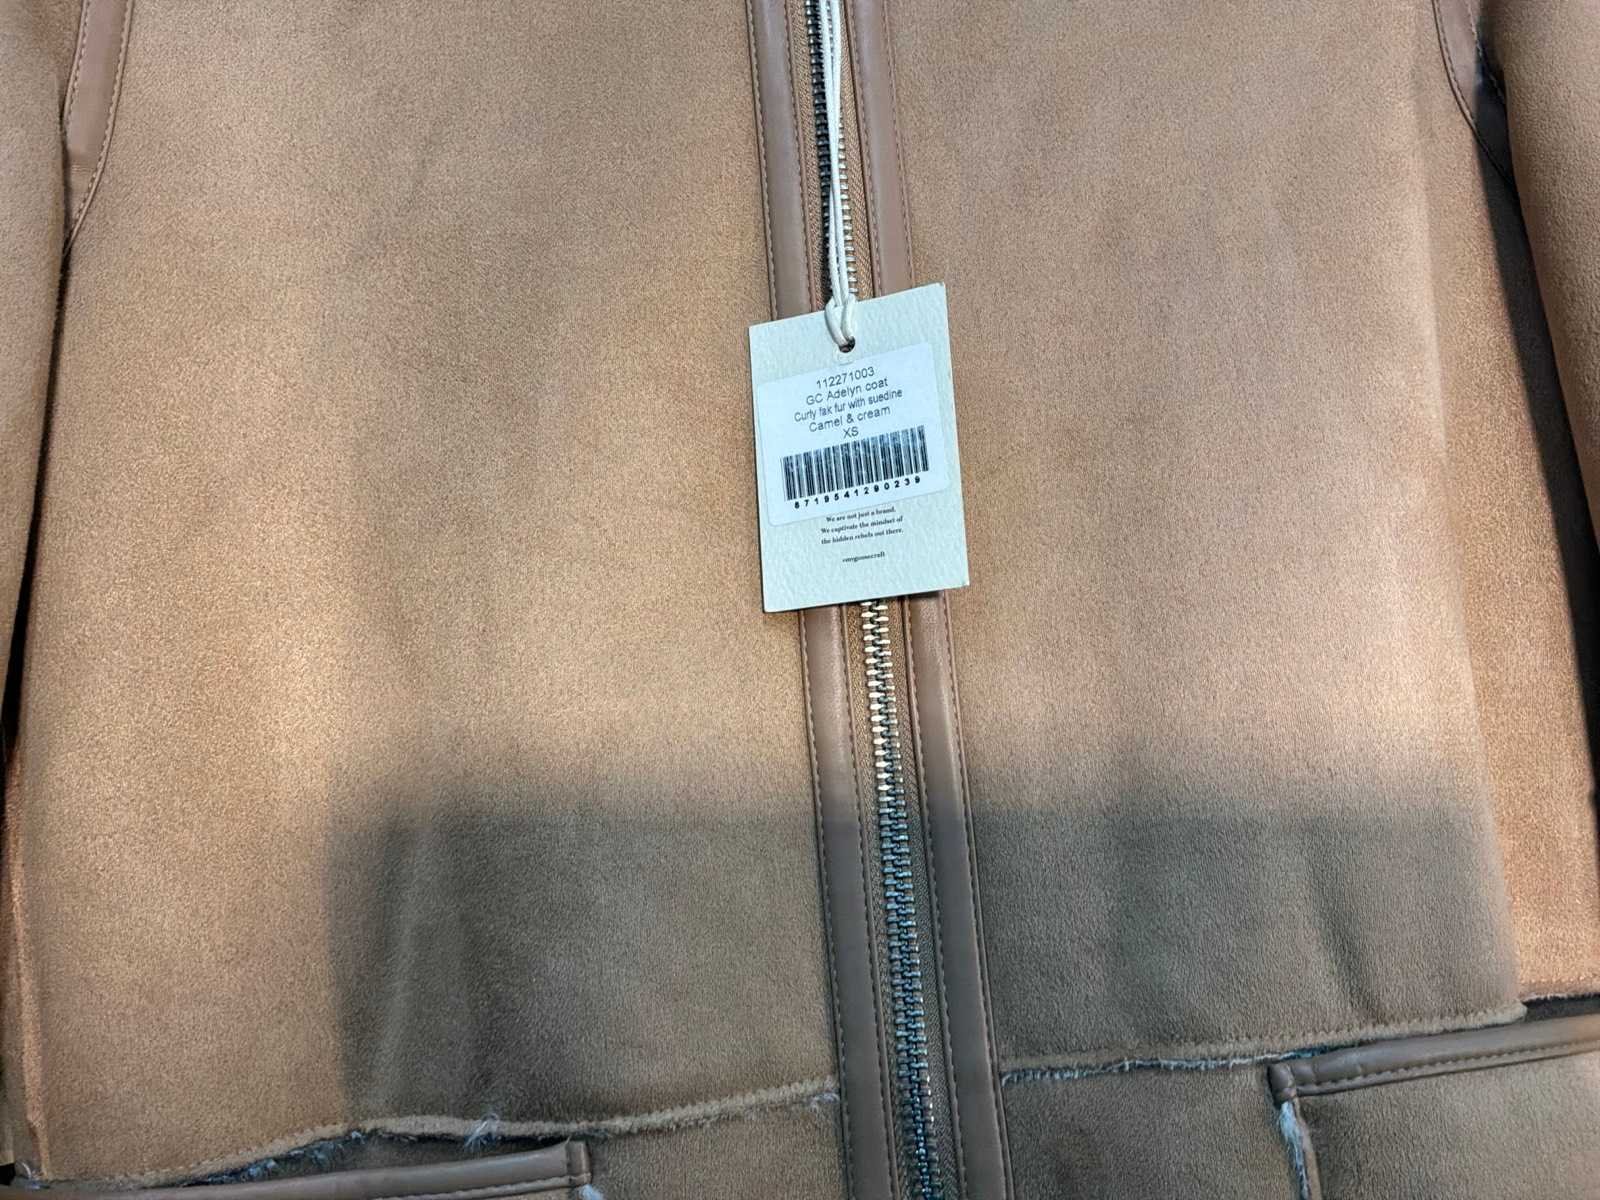 112271003
GC Adelyn coat
Curly fak fur with suedine
Camel & cream
XS
8719541290239
We are not just a brand.
We captivate the mindset of
the hidden rebels out there.
#mygoosecraft